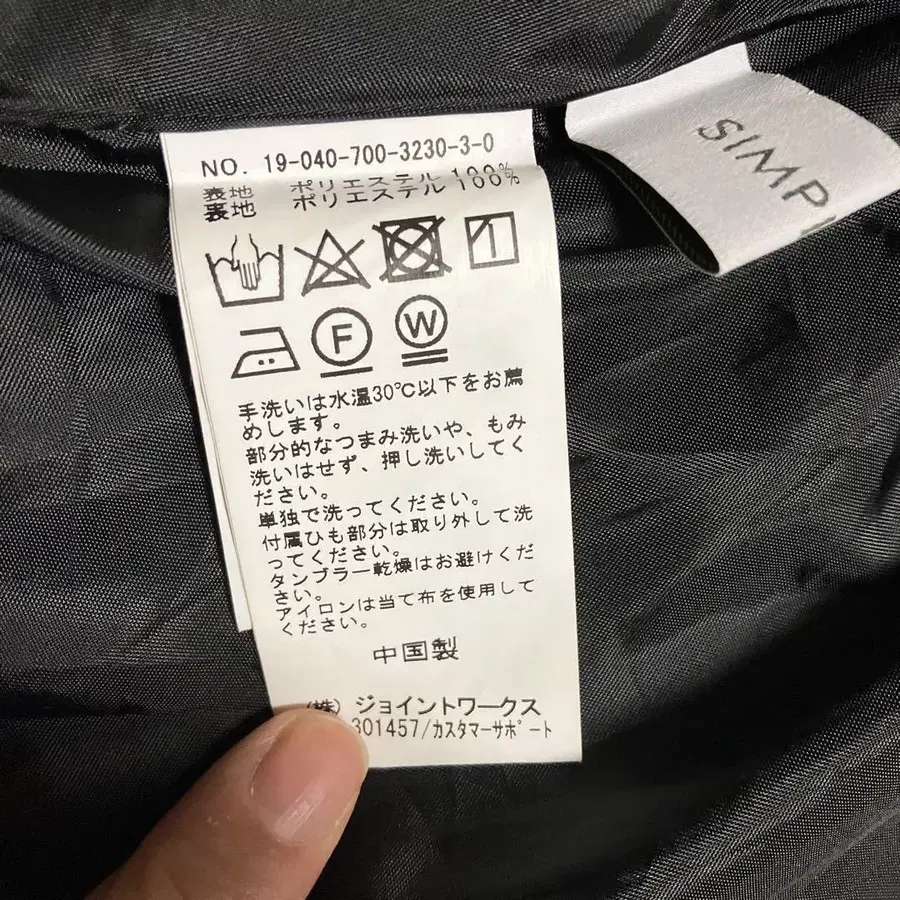 NO. 19-040-700-3230-3-0
表地 ポリエステル 100%
裏地 ポリエステル 100%
F
W
手洗いは水温30℃以下をお薦
めします。
部分的なつまみ洗いや、もみ
洗いはせず、押し洗いしてく
ださい。
単独で洗ってください。
付属ひも部分は取り外して洗
ってください。
タンブラー乾燥はお避けくだ
さい。
アイロンは当て布を使用して
ください。
中国製
(株) ジョイントワークス
301457/カスタマーサポート
SIMP